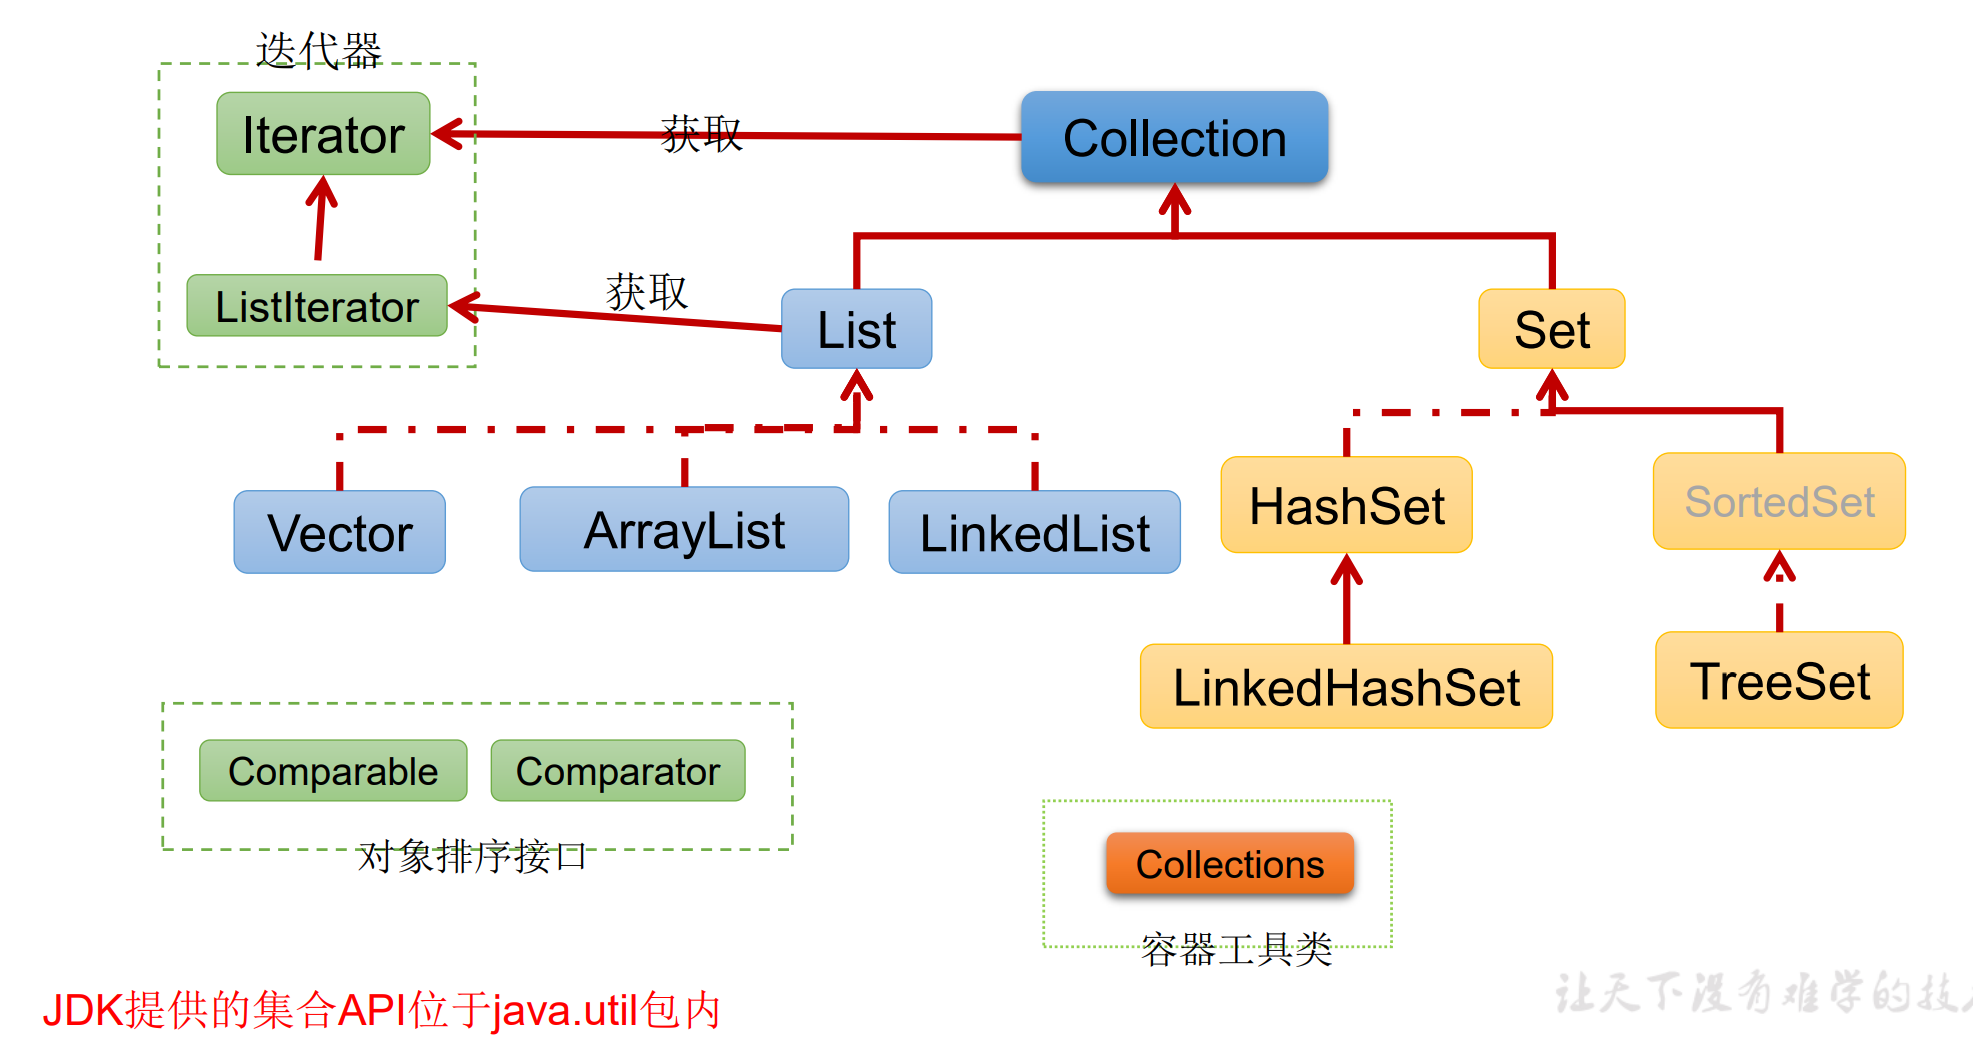 迭代器
Iterator
获取
Collection
ListIterator
获取
List
Set
Vector
ArrayList
LinkedList
HashSet
SortedSet
LinkedHashSet
TreeSet
Comparable
Comparator
对象排序接口
Collections
容器工具类
JDK提供的集合API位于java.util包内
让天下没有难学的技